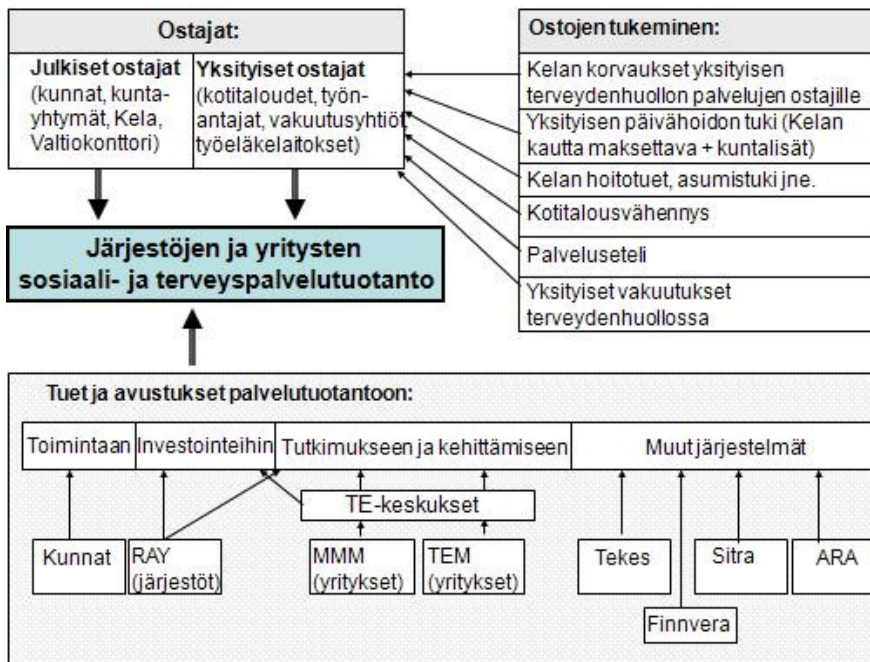 Ostajat:
Julkiset ostajat
(kunnat, kunta-
yhtymät, Kela,
Valtiokonttori)
Yksityiset ostajat
(kotitaloudet, työn-
antajat, vakuutusyhtiöt,
työeläkelaitokset)
Ostojen tukeminen:
Kelan korvaukset yksityisen
terveydenhuollon palvelujen ostajille
Yksityisen päivähoidon tuki (Kelan
kautta maksettava + kuntalisät)
Kelan hoitotuet, asumistuki jne.
Kotitalousvähennys
Palveluseteli
Yksityiset vakuutukset
terveydenhuollossa
Järjestöjen ja yritysten
sosiaali- ja terveyspalvelutuotanto
Tuet ja avustukset palvelutuotantoon:
Toimintaan
Investointeihin
Tutkimukseen ja kehittämiseen
Muut järjestelmät
TE-keskukset
Kunnat
RAY
(järjestöt)
MMM
(yritykset)
TEM
(yritykset)
Tekes
Sitra
ARA
Finnvera